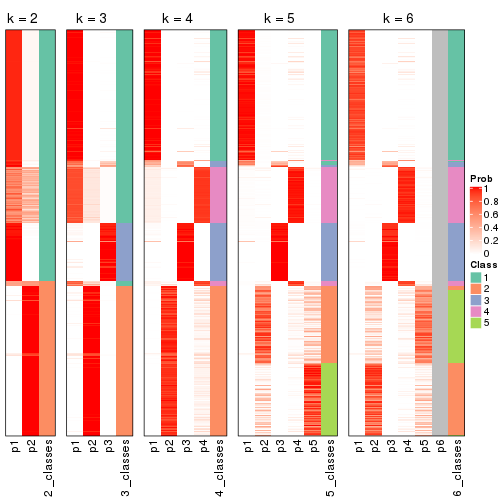 k = 2
k = 3
k = 4
k = 5
k = 6
Prob
1
0.8
0.6
0.4
0.2
0
Class
1
2
3
4
5
p1
p2
2_classes
p1
p2
p3
3_classes
p1
p2
p3
p4
4_classes
p1
p2
p3
p4
p5
5_classes
p1
p2
p3
p4
p5
p6
6_classes